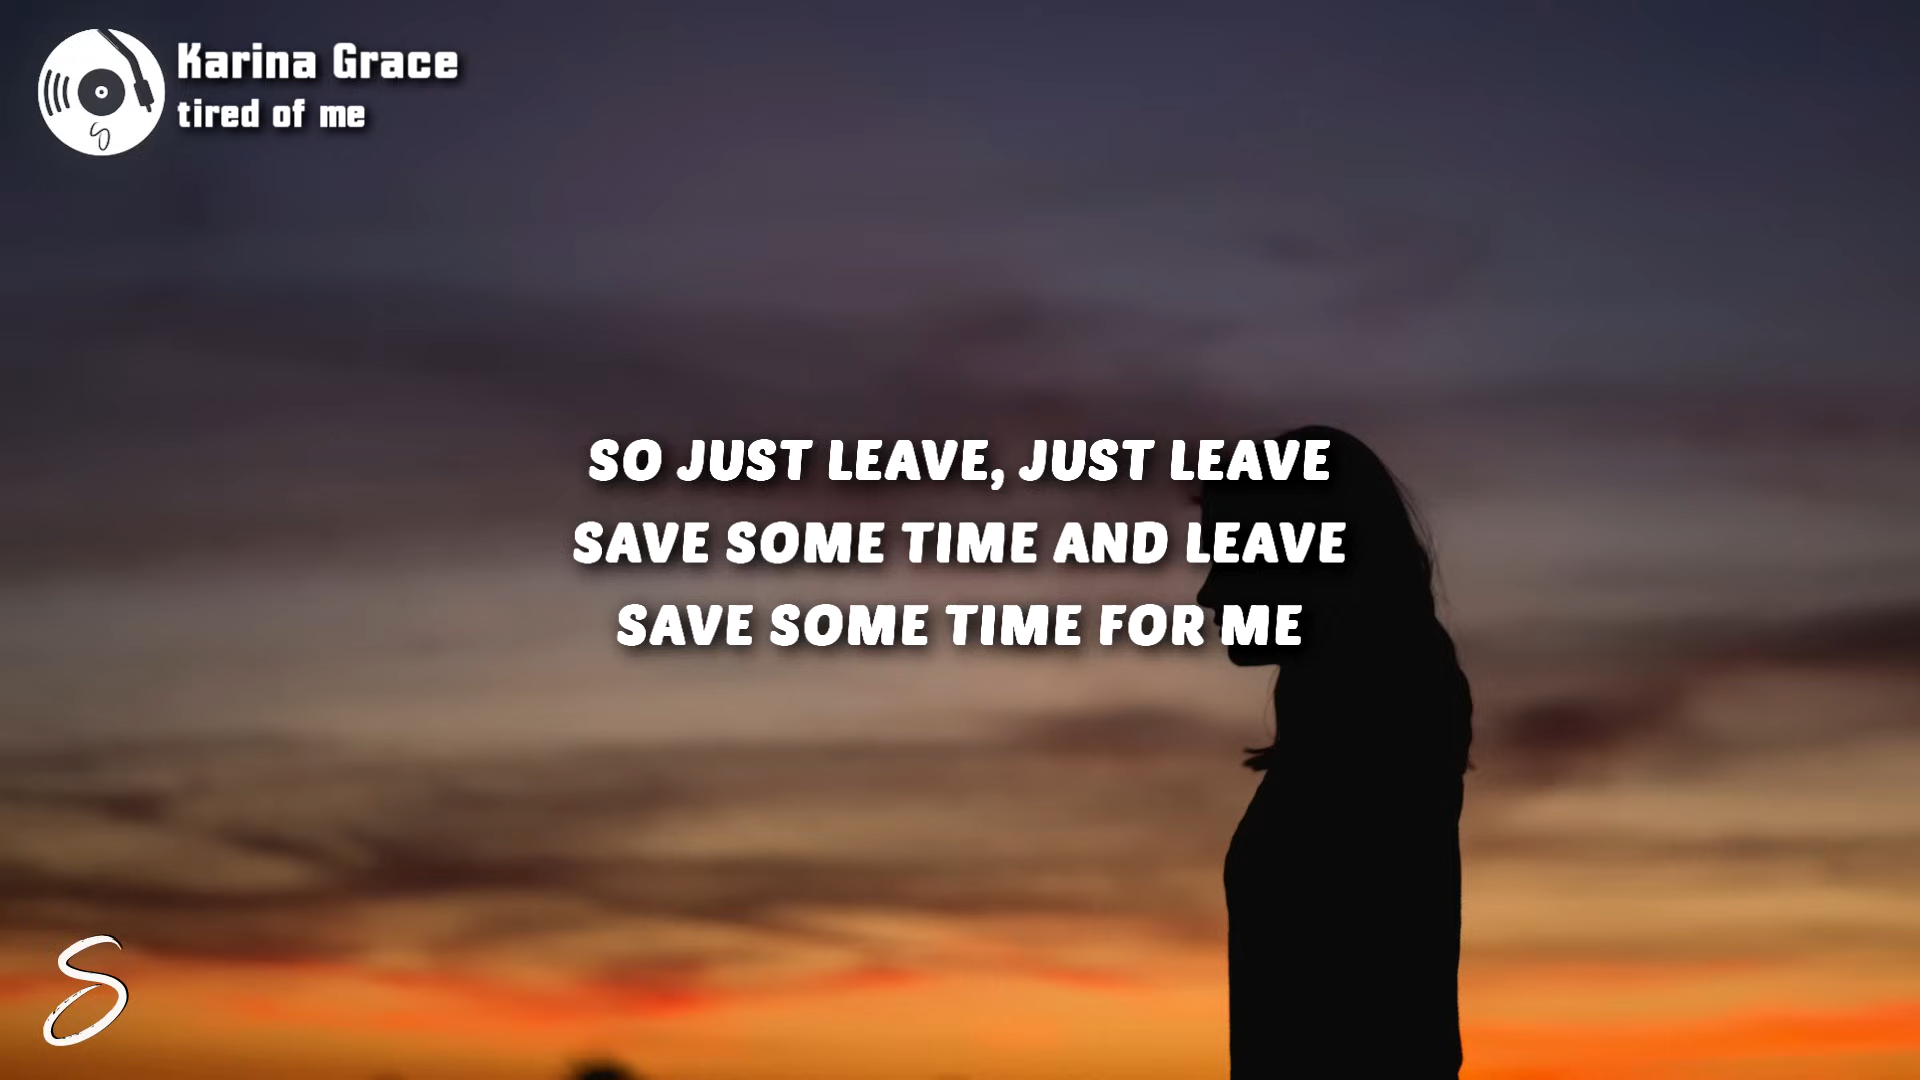 Karina Grace
tired of me
SO JUST LEAVE, JUST LEAVE
SAVE SOME TIME AND LEAVE
SAVE SOME TIME FOR ME
S